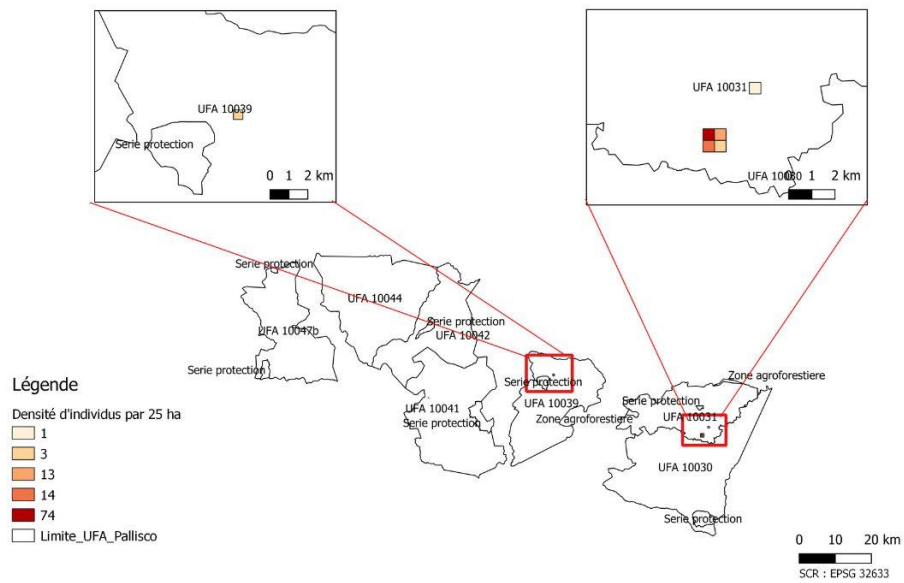 UFA 10039
Serie protection
0 1 2 km
UFA 10031
UFA 10030
0 1 2 km
Serie protection
UFA 10044
UFA 10047b
Serie protection
UFA 10042
Serie protection
UFA 10041
Serie protection
Serie protection
UFA 10039
Zone agroforestiere
Zone agroforestiere
Serie protection
UFA 10031
UFA 10030
Serie protection
Légende
Densité d'individus par 25 ha
1
3
13
14
74
Limite_UFA_Pallisco
0 10 20 km
SCR : EPSG 32633